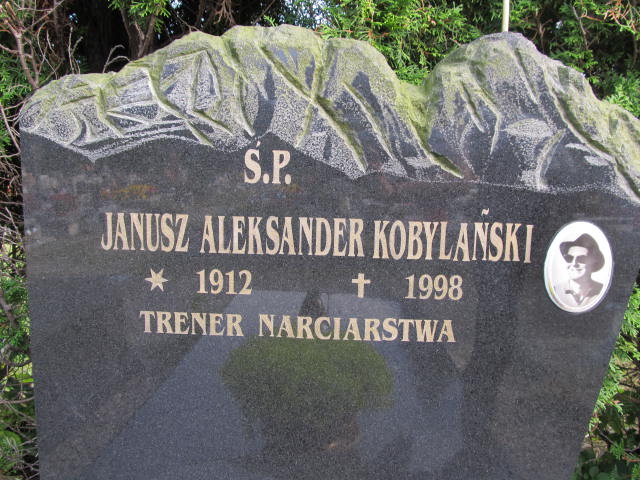 Ś.P.
JANUSZ ALEKSANDER KOBYLAŃSKI
1912 1998
TRENER NARCIARSTWA